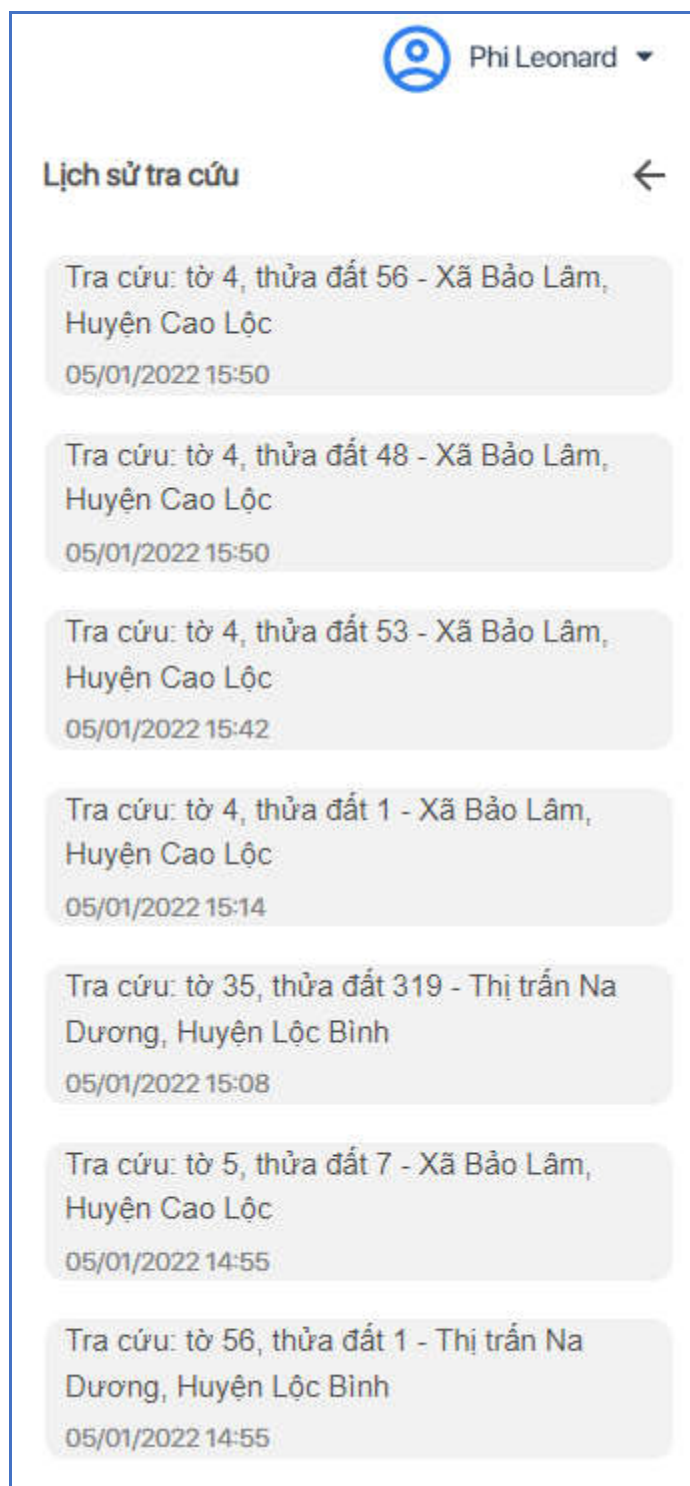 Phi Leonard
Lịch sử tra cứu
Tra cứu: tờ 4, thửa đất 56 - Xã Bảo Lâm,
Huyện Cao Lộc
05/01/2022 15:50
Tra cứu: tờ 4, thửa đất 48 - Xã Bảo Lâm,
Huyện Cao Lộc
05/01/2022 15:50
Tra cứu: tờ 4, thửa đất 53 - Xã Bảo Lâm,
Huyện Cao Lộc
05/01/2022 15:42
Tra cứu: tờ 4, thửa đất 1 - Xã Bảo Lâm,
Huyện Cao Lộc
05/01/2022 15:14
Tra cứu: tờ 35, thửa đất 319 - Thị trấn Na
Dương, Huyện Lộc Bình
05/01/2022 15:08
Tra cứu: tờ 5, thửa đất 7 - Xã Bảo Lâm,
Huyện Cao Lộc
05/01/2022 14:55
Tra cứu: tờ 56, thửa đất 1 - Thị trấn Na
Dương, Huyện Lộc Bình
05/01/2022 14:55